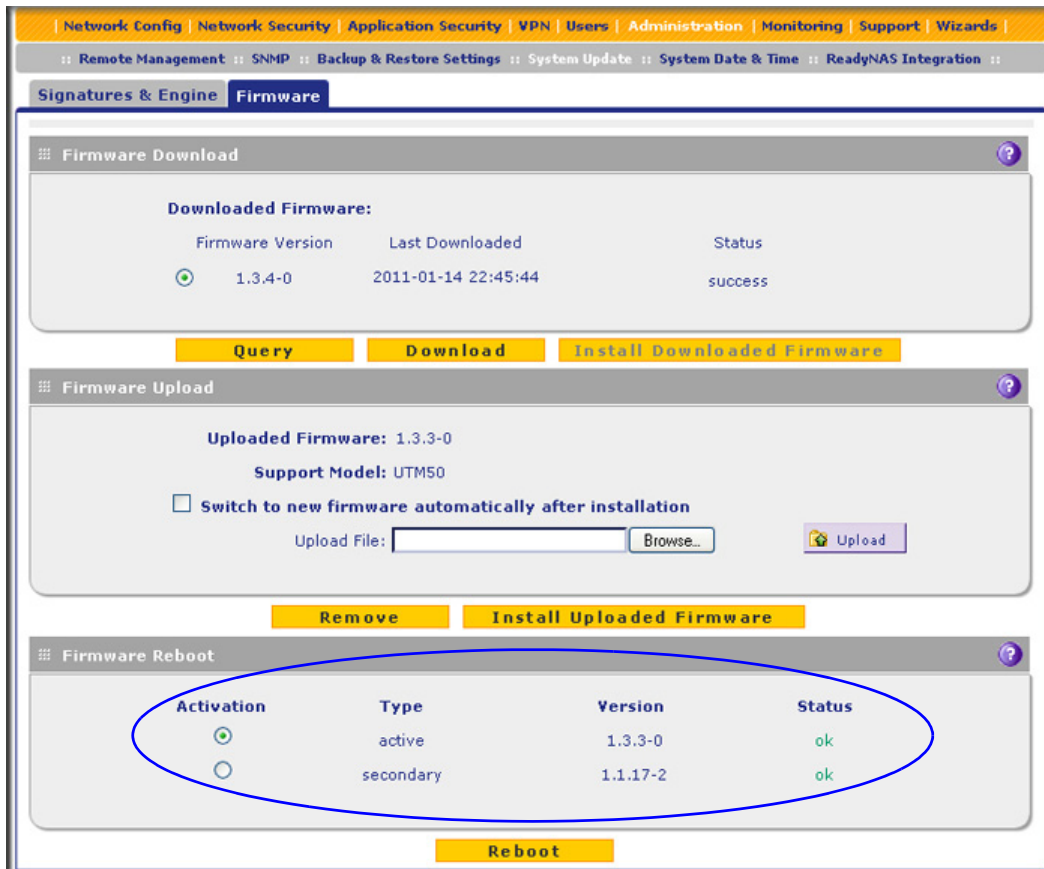 | Network Config | Network Security | Application Security | VPN | Users | Administration | Monitoring | Support | Wizards |
:: Remote Management :: SNMP :: Backup & Restore Settings :: System Update :: System Date & Time :: ReadyNAS Integration ::
Signatures & Engine Firmware
Firmware Download ?
Downloaded Firmware:
Firmware Version Last Downloaded Status
1.3.4-0 2011-01-14 22:45:44 success
Query Download Install Downloaded Firmware
Firmware Upload ?
Uploaded Firmware: 1.3.3-0
Support Model: UTM50
Switch to new firmware automatically after installation
Upload File: Browse... Upload
Remove Install Uploaded Firmware
Firmware Reboot ?
Activation Type Version Status
active 1.3.3-0 ok
secondary 1.1.17-2 ok
Reboot